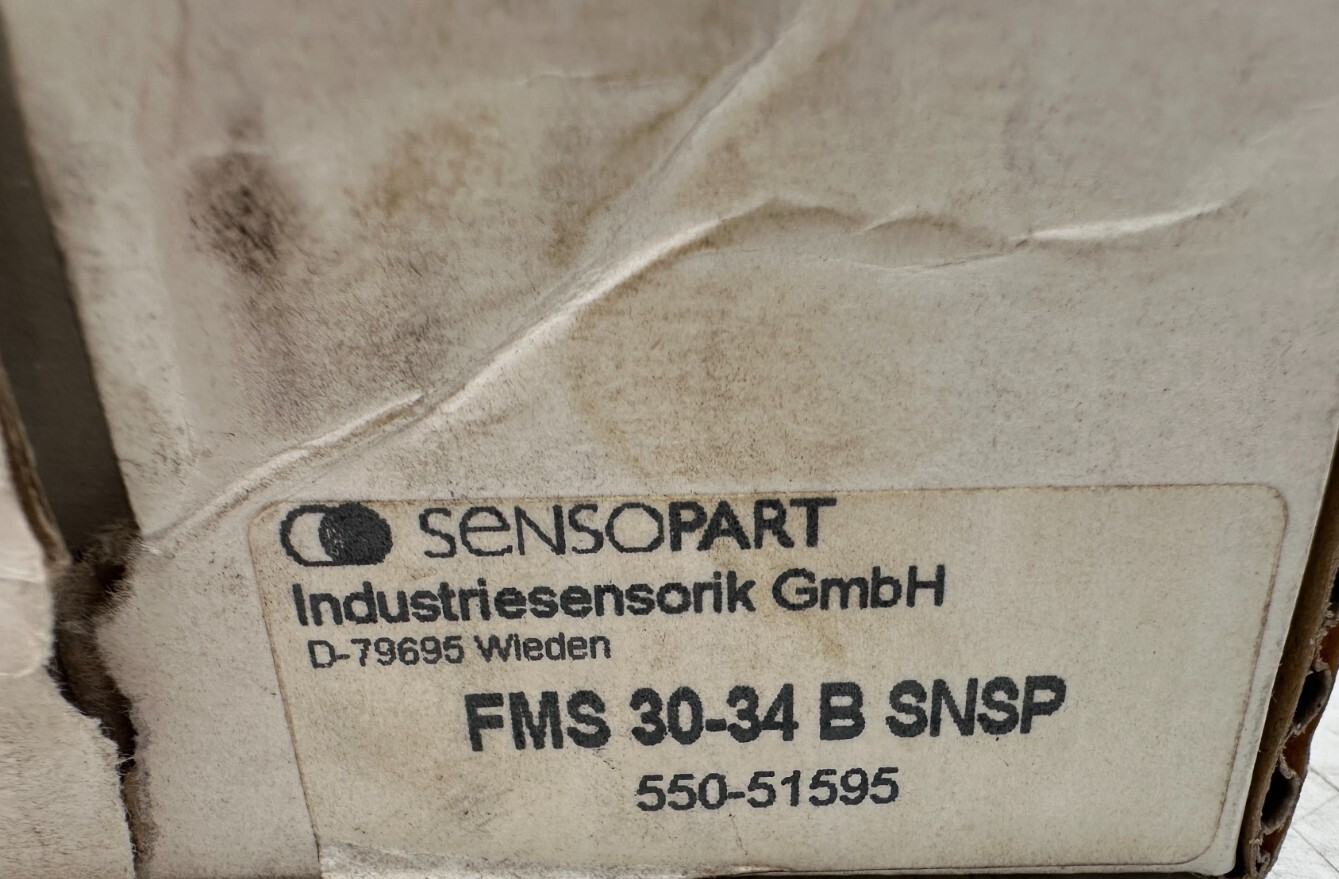 SENSOPART
Industriesensorik GmbH
D-79695 Wieden
FMS 30-34 B SNSP
550-51595